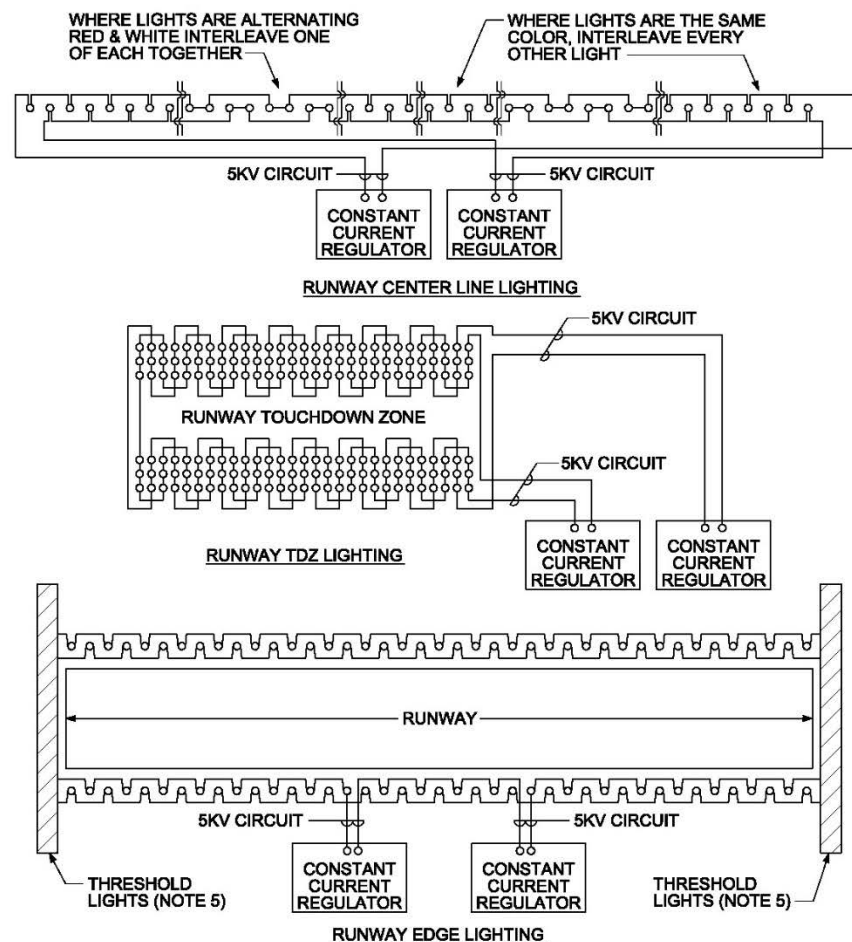 WHERE LIGHTS ARE ALTERNATING
RED & WHITE INTERLEAVE ONE
OF EACH TOGETHER
WHERE LIGHTS ARE THE SAME
COLOR, INTERLEAVE EVERY
OTHER LIGHT
5KV CIRCUIT
5KV CIRCUIT
CONSTANT
CURRENT
REGULATOR
CONSTANT
CURRENT
REGULATOR
RUNWAY CENTER LINE LIGHTING
5KV CIRCUIT
RUNWAY TOUCHDOWN ZONE
5KV CIRCUIT
CONSTANT
CURRENT
REGULATOR
CONSTANT
CURRENT
REGULATOR
RUNWAY TDZ LIGHTING
RUNWAY
5KV CIRCUIT
5KV CIRCUIT
CONSTANT
CURRENT
REGULATOR
CONSTANT
CURRENT
REGULATOR
THRESHOLD
LIGHTS (NOTE 5)
THRESHOLD
LIGHTS (NOTE 5)
RUNWAY EDGE LIGHTING